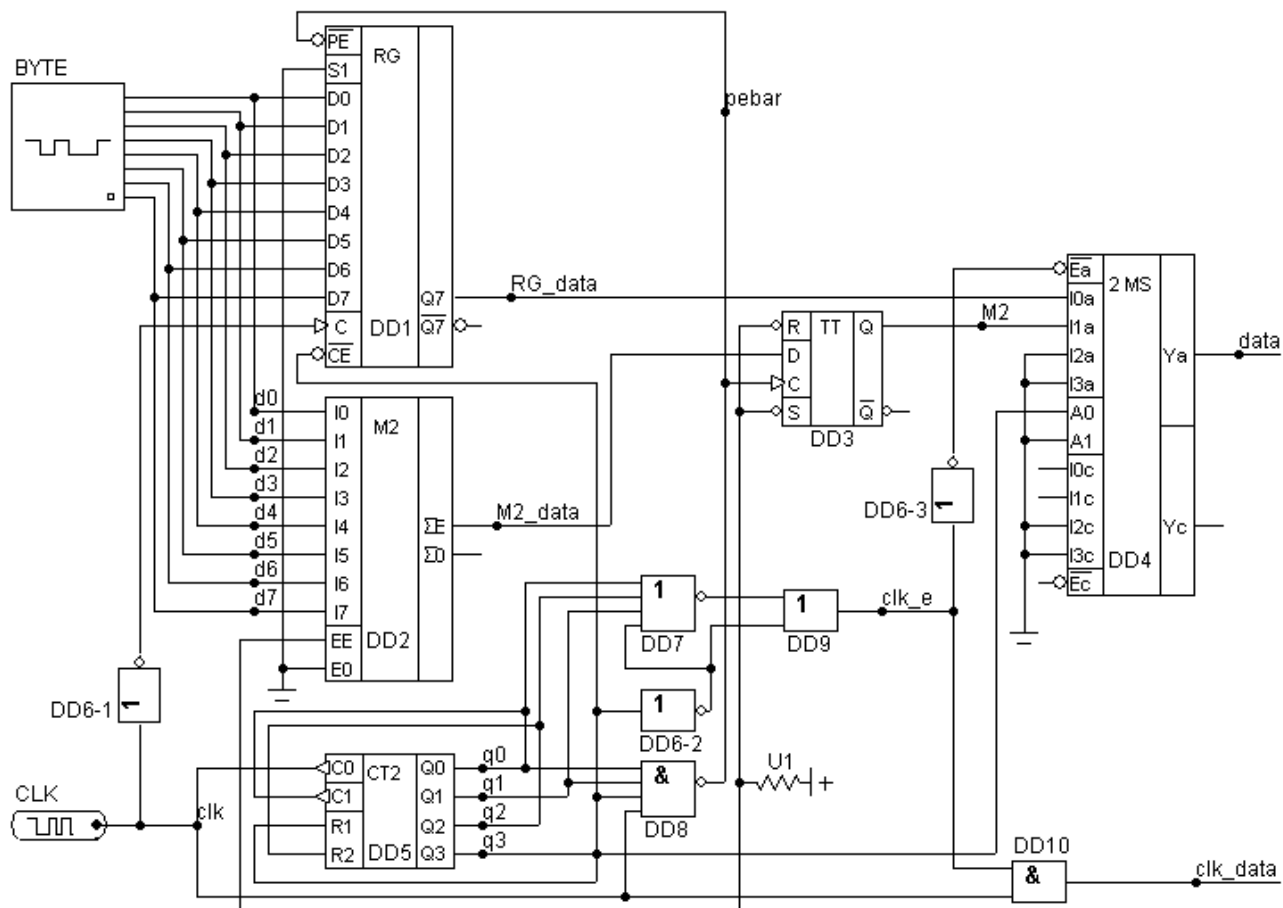 BYTE
PE
RG
S1
D0
D1
D2
D3
D4
D5
D6
D7
Q7
C
DD1
Q7
CE
pebar
RG_data
R
TT
Q
D
C
S
Q
DD3
M2
Ea
2 MS
I0a
I1a
I2a
I3a
A0
A1
I0c
I1c
I2c
I3c
Ec
Ya
Yc
DD4
data
d0
d1
d2
d3
d4
d5
d6
d7
I0
I1
I2
I3
I4
I5
I6
I7
EE
E0
M2
DD2
ΣE
Σ0
M2_data
DD6-3
1
1
DD7
1
DD9
clk_e
1
DD6-1
1
DD6-2
C0
C1
R1
R2
CT2
DD5
Q0
Q1
Q2
Q3
q0
q1
q2
q3
&
DD8
U1
+
CLK
clk
DD10
&
clk_data